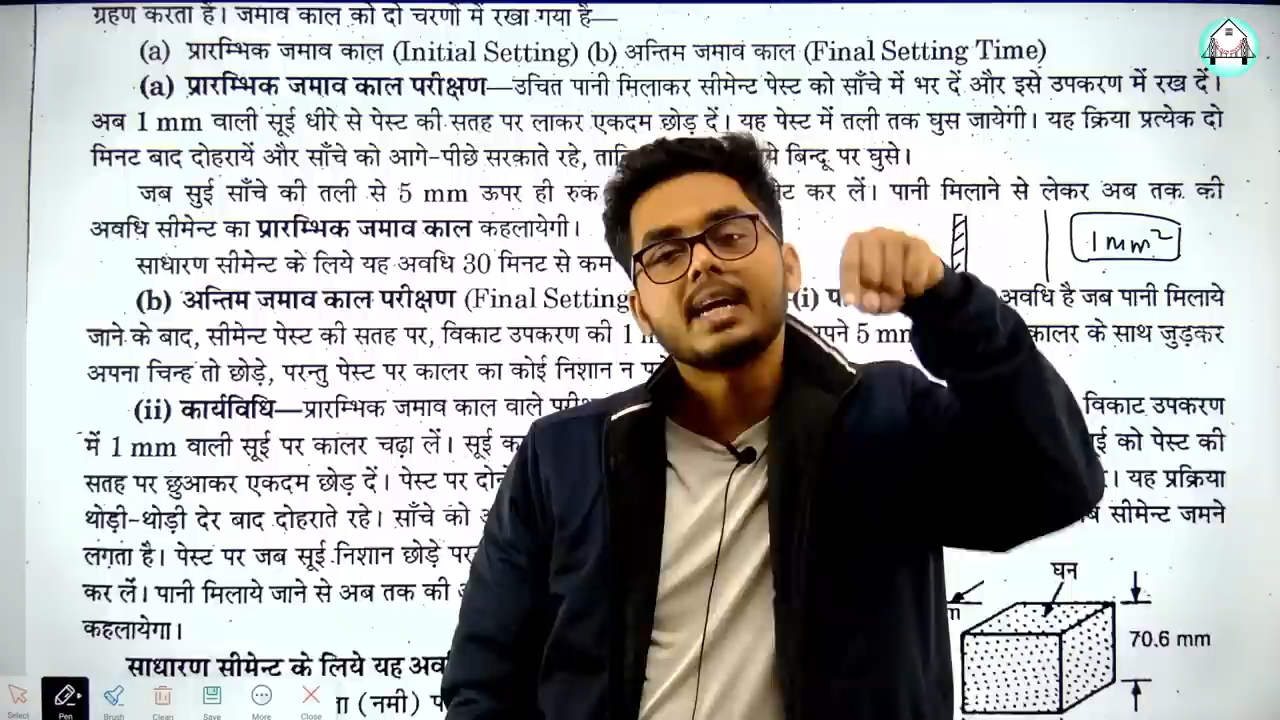 ग्रहण करता है। जमाव काल को दो चरणों में रखा गया है—
(a) प्रारम्भिक जमाव काल (Initial Setting) (b) अन्तिम जमाव काल (Final Setting Time)
(a) प्रारम्भिक जमाव काल परीक्षण—उचित पानी मिलाकर सीमेन्ट पेस्ट को साँचे में भर दें और इसे उपकरण में रख दें।
अब 1 mm वाली सूई धीरे से पेस्ट की सतह पर लाकर एकदम छोड़ दें। यह पेस्ट में तली तक घुस जायेगी। यह क्रिया प्रत्येक दो
मिनट बाद दोहरायें और साँचे को आगे-पीछे सरकाते रहे, बिन्दू पर घुसे।
जब सुई साँचे की तली से 5 mm ऊपर ही रुक कर लें। पानी मिलाने से लेकर अब तक की
अवधि सीमेन्ट का प्रारम्भिक जमाव काल कहलायेगी।
1mm²
साधारण सीमेन्ट के लिये यह अवधि 30 मिनट से कम
(b) अन्तिम जमाव काल परीक्षण (Final Setting (i) अवधि है जब पानी मिलाये
जाने के बाद, सीमेन्ट पेस्ट की सतह पर, विकाट उपकरण की 1 5 mm कालर के साथ जुड़कर
अपना चिन्ह तो छोड़े, परन्तु पेस्ट पर कालर का कोई निशान न
(ii) कार्यविधि—प्रारम्भिक जमाव काल वाले विकाट उपकरण
में 1 mm वाली सूई पर कालर चढ़ा लें। सूई को पेस्ट की
सतह पर छुआकर एकदम छोड़ दें। पेस्ट पर यह प्रक्रिया
थोड़ी-थोड़ी देर बाद दोहराते रहे। साँचे को सीमेन्ट जमने
लगता है। पेस्ट पर जब सूई निशान छोड़े
कर लें। पानी मिलाये जाने से अब तक की
कहलायेगा।
घन
70.6 mm
साधारण सीमेन्ट के लिये यह
(नमी)
Select Pen Brush Clean Save More Close